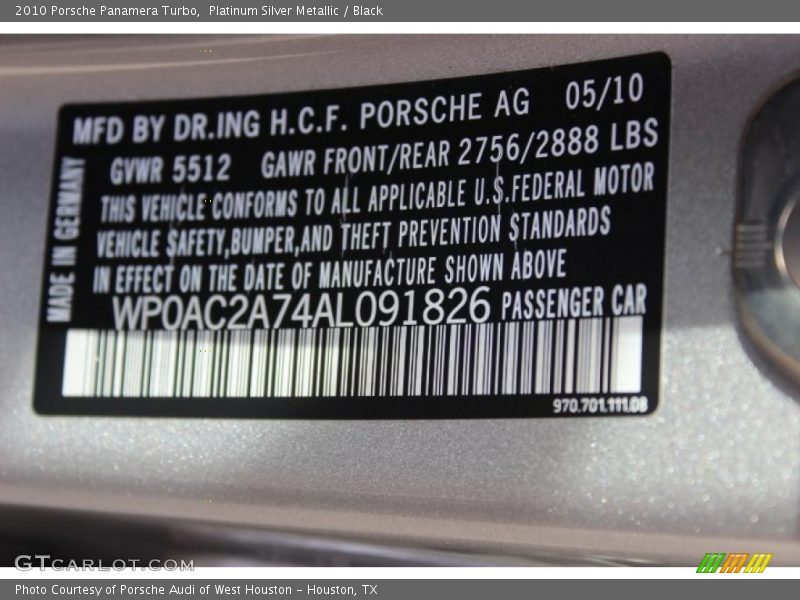 2010 Porsche Panamera Turbo,  Platinum Silver Metallic / Black
MFD BY DR.ING H.C.F. PORSCHE AG 05/10
GVWR 5512 GAWR FRONT/REAR 2756/2888 LBS
THIS VEHICLE CONFORMS TO ALL APPLICABLE U.S.FEDERAL MOTOR
VEHICLE SAFETY,BUMPER,AND THEFT PREVENTION STANDARDS
IN EFFECT ON THE DATE OF MANUFACTURE SHOWN ABOVE
WP0AC2A74AL091826 PASSENGER CAR
MADE IN GERMANY
970.701.111.08
GTCARLOT.COM
Photo Courtesy of Porsche Audi of West Houston – Houston, TX